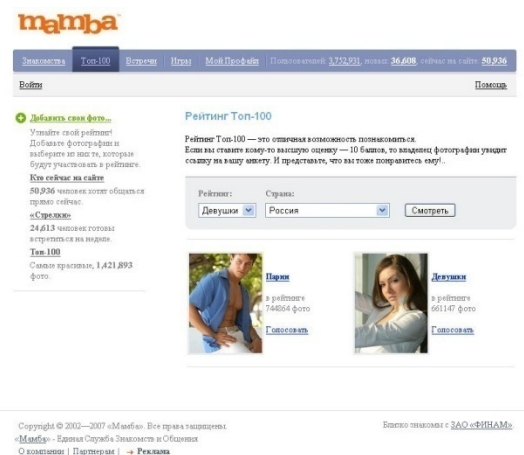 mamba
Знакомства Топ-100 Встречи Игры Мой Профайл Пользователей: 3,752,931, новых: 36,608, сейчас на сайте: 50,936
Войти Помощь
Добавить свои фото...
Узнайте свой рейтинг!
Добавьте фотографии и
выберите из них те, которые
будут участвовать в рейтинге.
Кто сейчас на сайте
50,936 человек хотят общаться
прямо сейчас.
«Стрелки»
24,613 человек готовы
встретиться на неделе.
Топ-100
Самые красивые, 1,421,893
фото.
Рейтинг Топ-100
Рейтинг Топ-100 — это отличная возможность познакомиться.
Если вы ставите кому-то высшую оценку — 10 баллов, то владелец фотографии увидит
ссылку на вашу анкету. И представьте, что вы тоже понравитесь ему!..
Рейтинг: Страна:
Девушки Россия Смотреть
Парни
в рейтинге
744864 фото
Голосовать
Девушки
в рейтинге
661147 фото
Голосовать
Copyright © 2002—2007 «Мамба». Все права защищены.
«Мамба» - Единая Служба Знакомств и Общения
О компании | Партнерам | → Реклама
Близко знакомы с ЗАО «ФИНАМ».